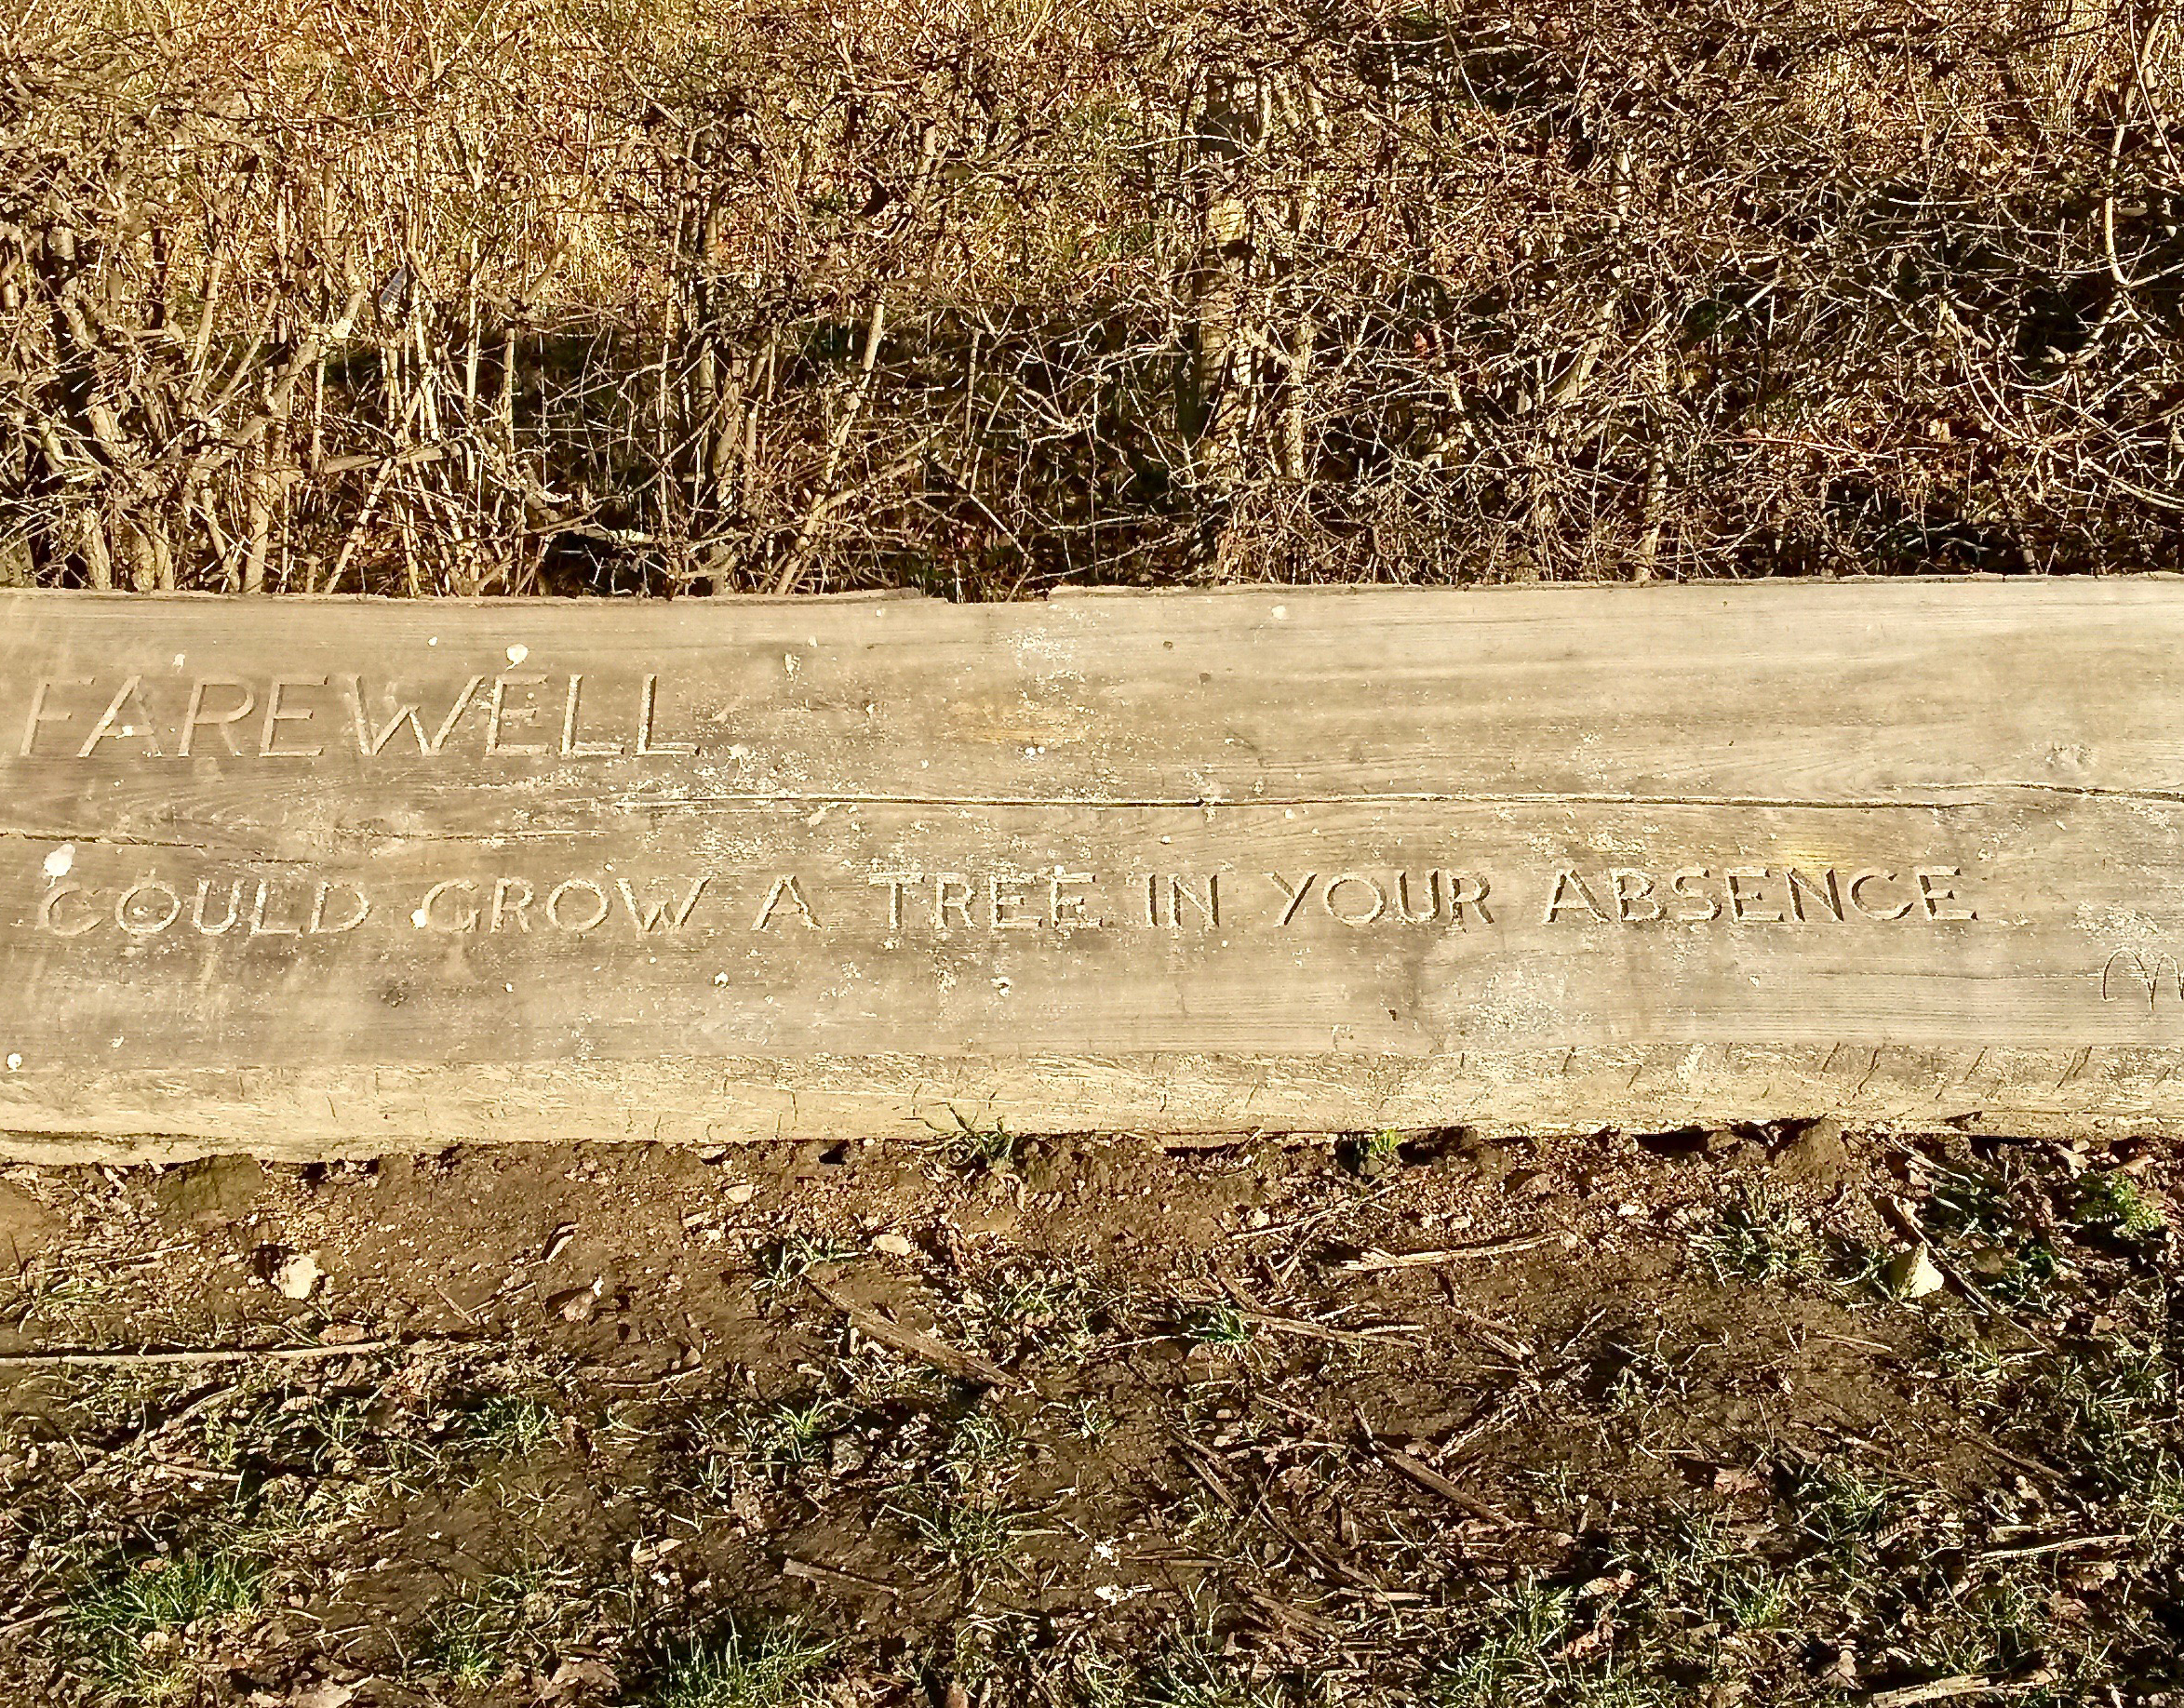 FAREWELL
COULD GROW A TREE IN YOUR ABSENCE